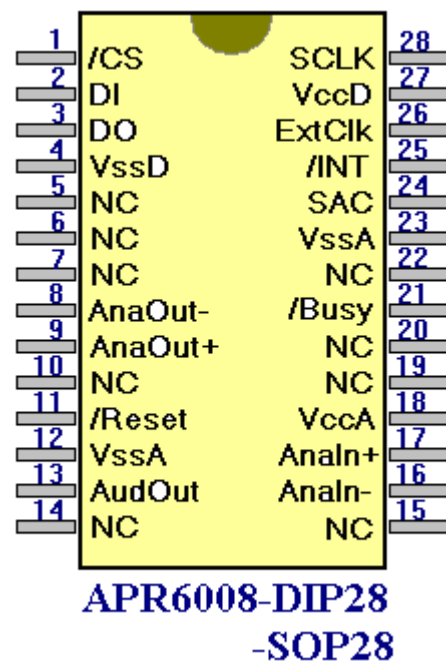 1 /CS SCLK 28
2 DI VccD 27
3 DO ExtClk 26
4 VssD /INT 25
5 NC SAC 24
6 NC VssA 23
7 NC NC 22
8 AnaOut- /Busy 21
9 AnaOut+ NC 20
10 NC NC 19
11 /Reset VccA 18
12 VssA AnaIn+ 17
13 AudOut AnaIn- 16
14 NC NC 15
APR6008-DIP28
-SOP28